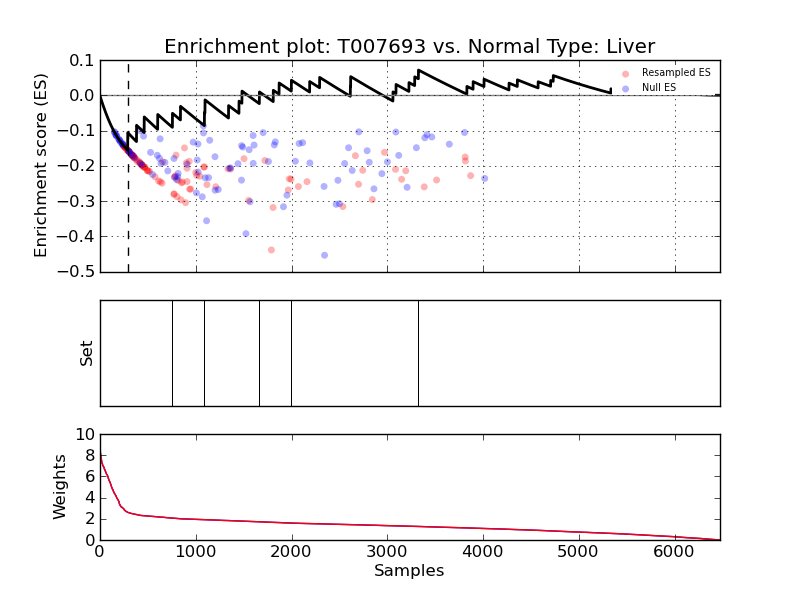 Enrichment plot: T007693 vs. Normal Type: Liver
Enrichment score (ES)
0.1
0.0
−0.1
−0.2
−0.3
−0.4
−0.5
Resampled ES
Null ES
Set
Weights
10
8
6
4
2
0
0 1000 2000 3000 4000 5000 6000
Samples